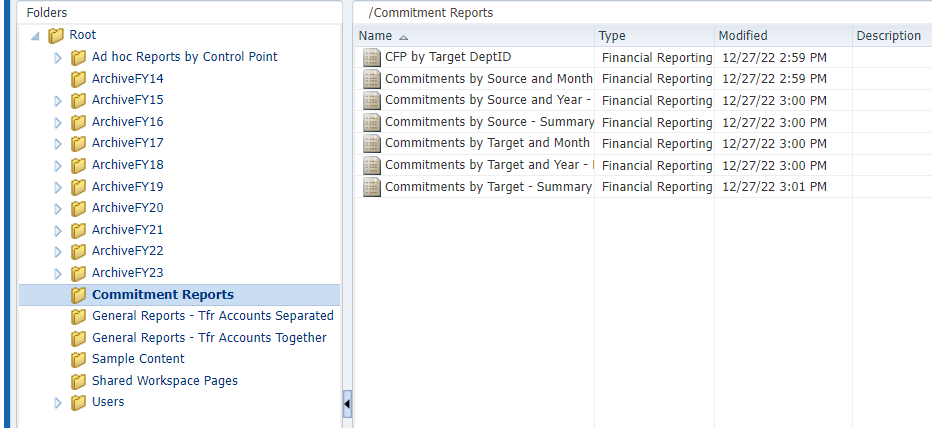 Folders
Root
Ad hoc Reports by Control Point
ArchiveFY14
ArchiveFY15
ArchiveFY16
ArchiveFY17
ArchiveFY18
ArchiveFY19
ArchiveFY20
ArchiveFY21
ArchiveFY22
ArchiveFY23
Commitment Reports
General Reports - Tfr Accounts Separated
General Reports - Tfr Accounts Together
Sample Content
Shared Workspace Pages
Users
/Commitment Reports
Name Type Modified Description
CFP by Target DeptID Financial Reporting 12/27/22 2:59 PM
Commitments by Source and Month Financial Reporting 12/27/22 2:59 PM
Commitments by Source and Year - Financial Reporting 12/27/22 3:00 PM
Commitments by Source - Summary Financial Reporting 12/27/22 3:00 PM
Commitments by Target and Month Financial Reporting 12/27/22 3:00 PM
Commitments by Target and Year - Financial Reporting 12/27/22 3:00 PM
Commitments by Target - Summary Financial Reporting 12/27/22 3:01 PM